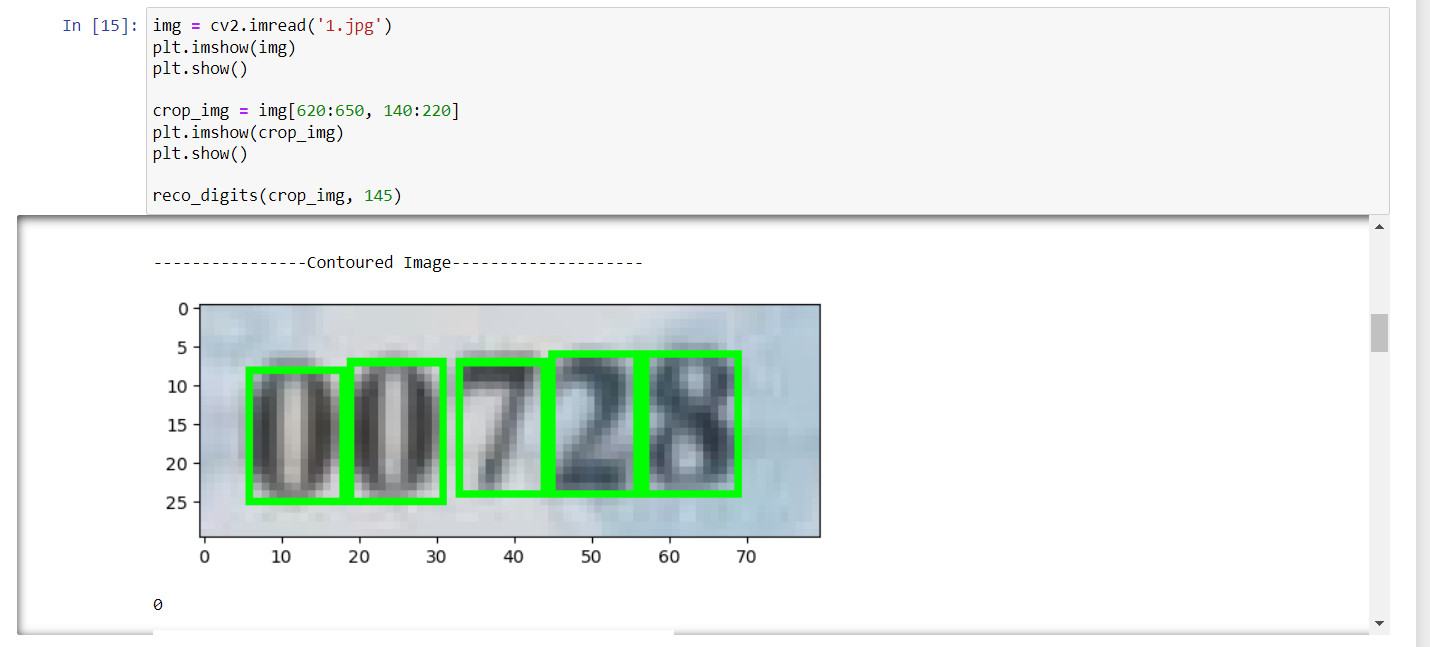 In [15]:
img = cv2.imread('1.jpg')
plt.imshow(img)
plt.show()
crop_img = img[620:650, 140:220]
plt.imshow(crop_img)
plt.show()
reco_digits(crop_img, 145)
----------------Contoured Image--------------------
0
5
10
15
20
25
00728
0 10 20 30 40 50 60 70
0